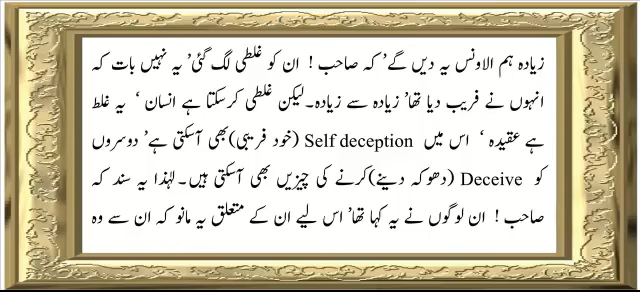 زیادہ ہم الاونس یہ دیں گے’ کہ صاحب ! ان کو غلطی لگ گئی’ یہ نہیں بات کہ
انہوں نے فریب دیا تھا’ زیادہ سے زیادہ۔لیکن غلطی کرسکتا ہے انسان ‘ یہ غلط
ہے عقیدہ ‘ اس میں Self deception (خود فریبی)بھی آسکتی ہے’ دوسروں
کو Deceive (دھوکہ دینے)کرنے کی چیزیں بھی آسکتی ہیں۔لہٰذا یہ سند کہ
صاحب ! ان لوگوں نے یہ کہا تھا’ اس لیے ان کے متعلق یہ مانو کہ ان سے وہ